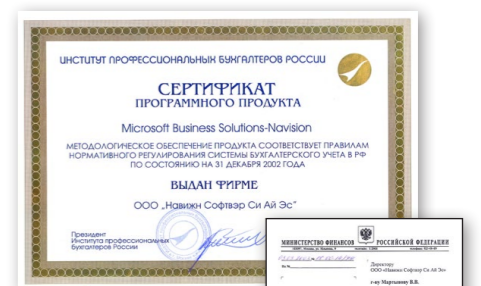 ИНСТИТУТ ПРОФЕССИОНАЛЬНЫХ БУХГАЛТЕРОВ РОССИИ
СЕРТИФИКАТ
ПРОГРАММНОГО ПРОДУКТА
Microsoft Business Solutions-Navision
МЕТОДОЛОГИЧЕСКОЕ ОБЕСПЕЧЕНИЕ ПРОДУКТА СООТВЕТСТВУЕТ ПРАВИЛАМ
НОРМАТИВНОГО РЕГУЛИРОВАНИЯ СИСТЕМЫ БУХГАЛТЕРСКОГО УЧЕТА В РФ
ПО СОСТОЯНИЮ НА 31 ДЕКАБРЯ 2002 ГОДА
ВЫДАН ФИРМЕ
ООО „Навижн Софтвэр Си Ай Эс"
Президент
Института профессиональных
бухгалтеров России
МИНИСТЕРСТВО ФИНАНСОВ РОССИЙСКОЙ ФЕДЕРАЦИИ
Директору
ООО «Навижн Софтвэр Си Ай Эс»
г-ну Мартынову В.В.